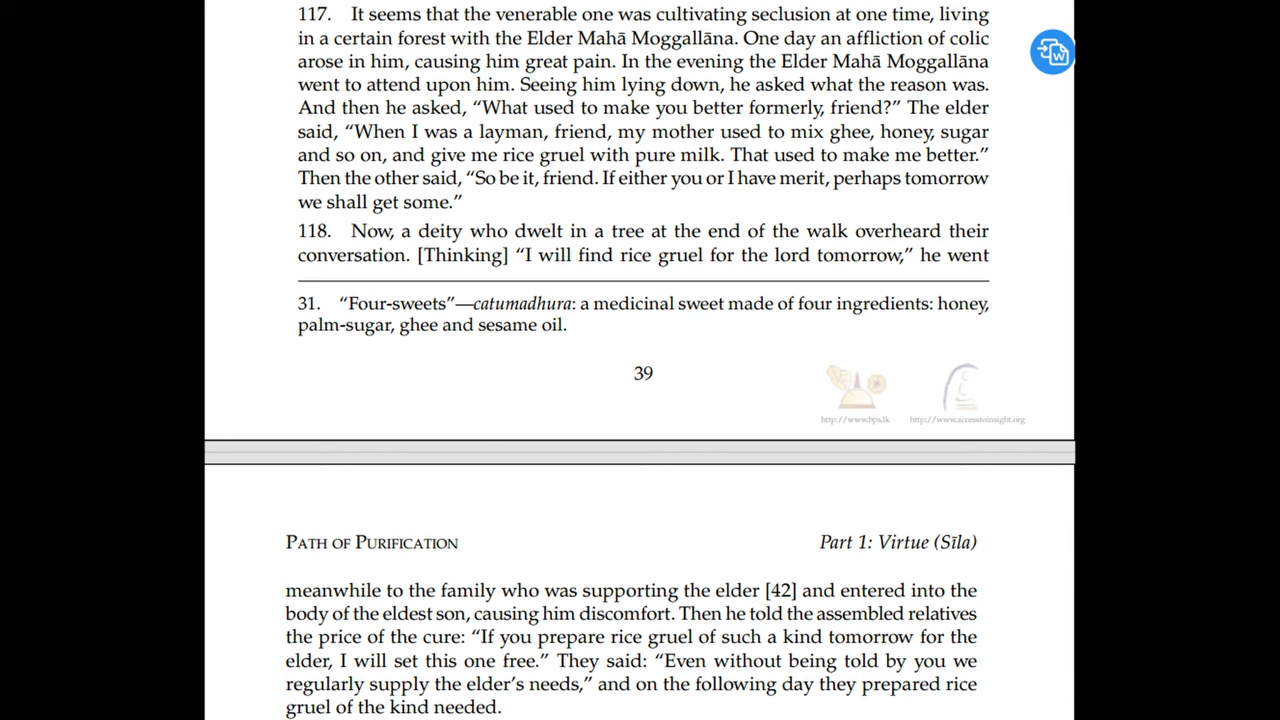 117. It seems that the venerable one was cultivating seclusion at one time, living
in a certain forest with the Elder Mahā Moggallāna. One day an affliction of colic
arose in him, causing him great pain. In the evening the Elder Mahā Moggallāna
went to attend upon him. Seeing him lying down, he asked what the reason was.
And then he asked, “What used to make you better formerly, friend?” The elder
said, “When I was a layman, friend, my mother used to mix ghee, honey, sugar
and so on, and give me rice gruel with pure milk. That used to make me better.”
Then the other said, “So be it, friend. If either you or I have merit, perhaps tomorrow
we shall get some.”
118. Now, a deity who dwelt in a tree at the end of the walk overheard their
conversation. [Thinking] “I will find rice gruel for the lord tomorrow,” he went
31. “Four-sweets”—catumadhura: a medicinal sweet made of four ingredients: honey,
palm-sugar, ghee and sesame oil.
39
http://www.bps.lk http://www.accesstoinsight.org
PATH OF PURIFICATION Part 1: Virtue (Sīla)
meanwhile to the family who was supporting the elder [42] and entered into the
body of the eldest son, causing him discomfort. Then he told the assembled relatives
the price of the cure: “If you prepare rice gruel of such a kind tomorrow for the
elder, I will set this one free.” They said: “Even without being told by you we
regularly supply the elder’s needs,” and on the following day they prepared rice
gruel of the kind needed.
W